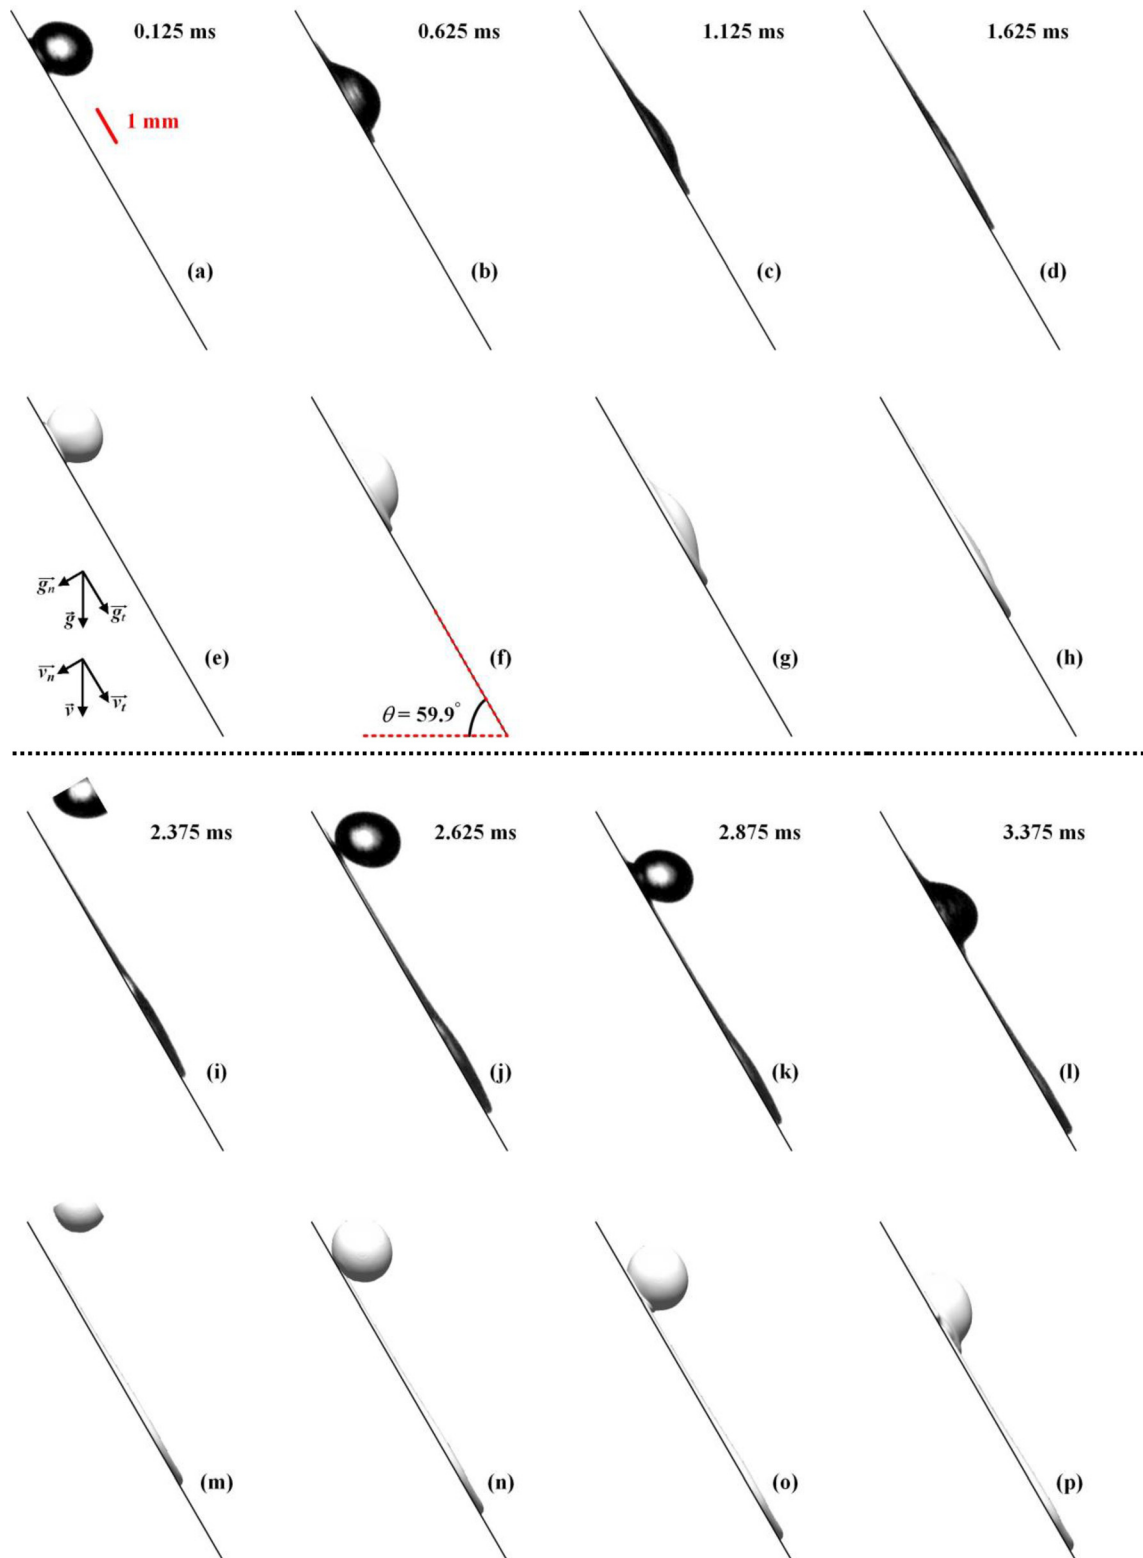 0.125 ms
0.625 ms
1.125 ms
1.625 ms
1 mm
(a)
(b)
(c)
(d)
g⃗n
g⃗
g⃗t
v⃗n
v⃗
v⃗t
(e)
(f)
(g)
(h)
θ = 59.9°
2.375 ms
2.625 ms
2.875 ms
3.375 ms
(i)
(j)
(k)
(l)
(m)
(n)
(o)
(p)